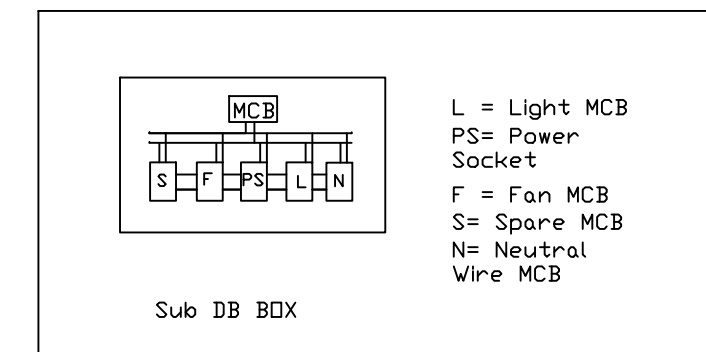 MCB
S F PS L N
Sub DB BOX
L = Light MCB
PS= Power
Socket
F = Fan MCB
S= Spare MCB
N= Neutral
Wire MCB